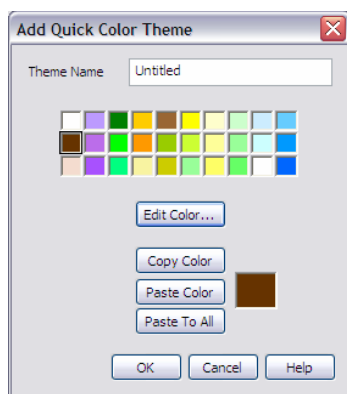 Add Quick Color Theme
Theme Name Untitled
Edit Color...
Copy Color
Paste Color
Paste To All
OK Cancel Help